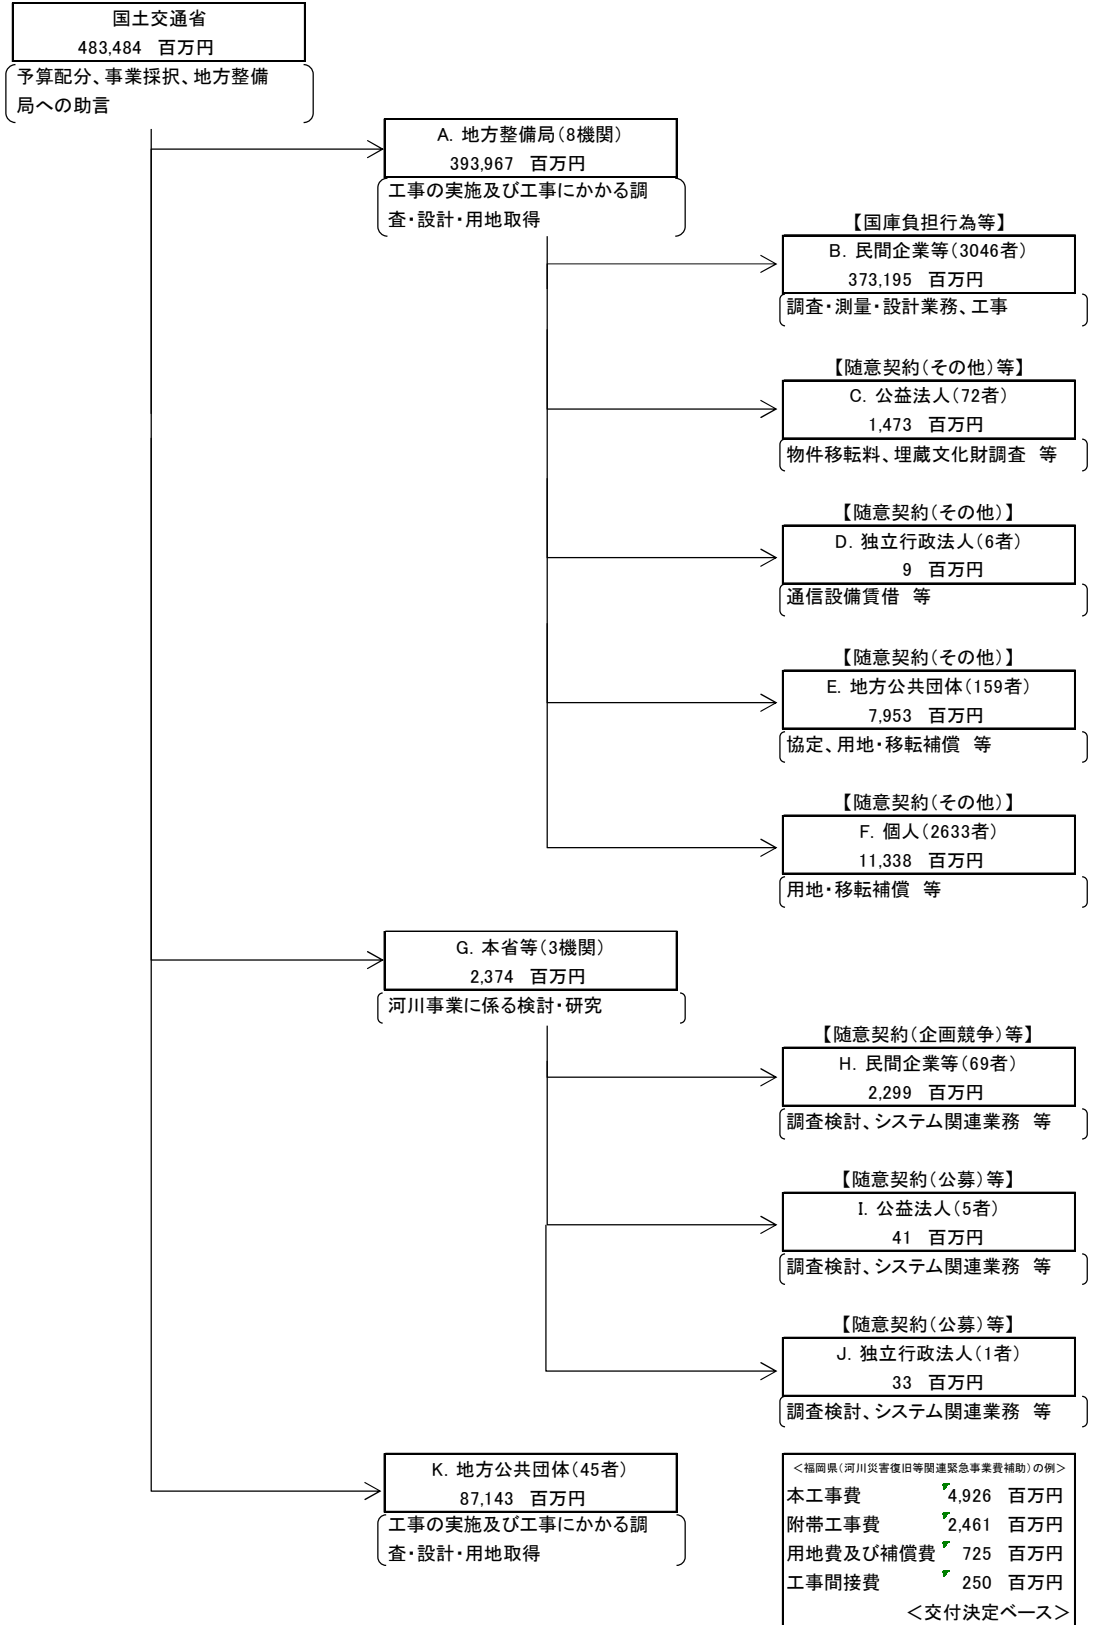 国土交通省
483,484 百万円
予算配分、事業採択、地方整備
局への助言
A. 地方整備局(8機関)
393,967 百万円
工事の実施及び工事にかかる調
査・設計・用地取得
【国庫負担行為等】
B. 民間企業等(3046者)
373,195 百万円
調査・測量・設計業務、工事
【随意契約(その他)等】
C. 公益法人(72者)
1,473 百万円
物件移転料、埋蔵文化財調査 等
【随意契約(その他)】
D. 独立行政法人(6者)
9 百万円
通信設備賃借 等
【随意契約(その他)】
E. 地方公共団体(159者)
7,953 百万円
協定、用地・移転補償 等
【随意契約(その他)】
F. 個人(2633者)
11,338 百万円
用地・移転補償 等
G. 本省等(3機関)
2,374 百万円
河川事業に係る検討・研究
【随意契約(企画競争)等】
H. 民間企業等(69者)
2,299 百万円
調査検討、システム関連業務 等
【随意契約(公募)等】
I. 公益法人(5者)
41 百万円
調査検討、システム関連業務 等
【随意契約(公募)等】
J. 独立行政法人(1者)
33 百万円
調査検討、システム関連業務 等
K. 地方公共団体(45者)
87,143 百万円
工事の実施及び工事にかかる調
査・設計・用地取得
<福岡県(河川災害復旧等関連緊急事業費補助)の例>
本工事費 4,926 百万円
附帯工事費 2,461 百万円
用地費及び補償費 725 百万円
工事間接費 250 百万円
<交付決定ベース>